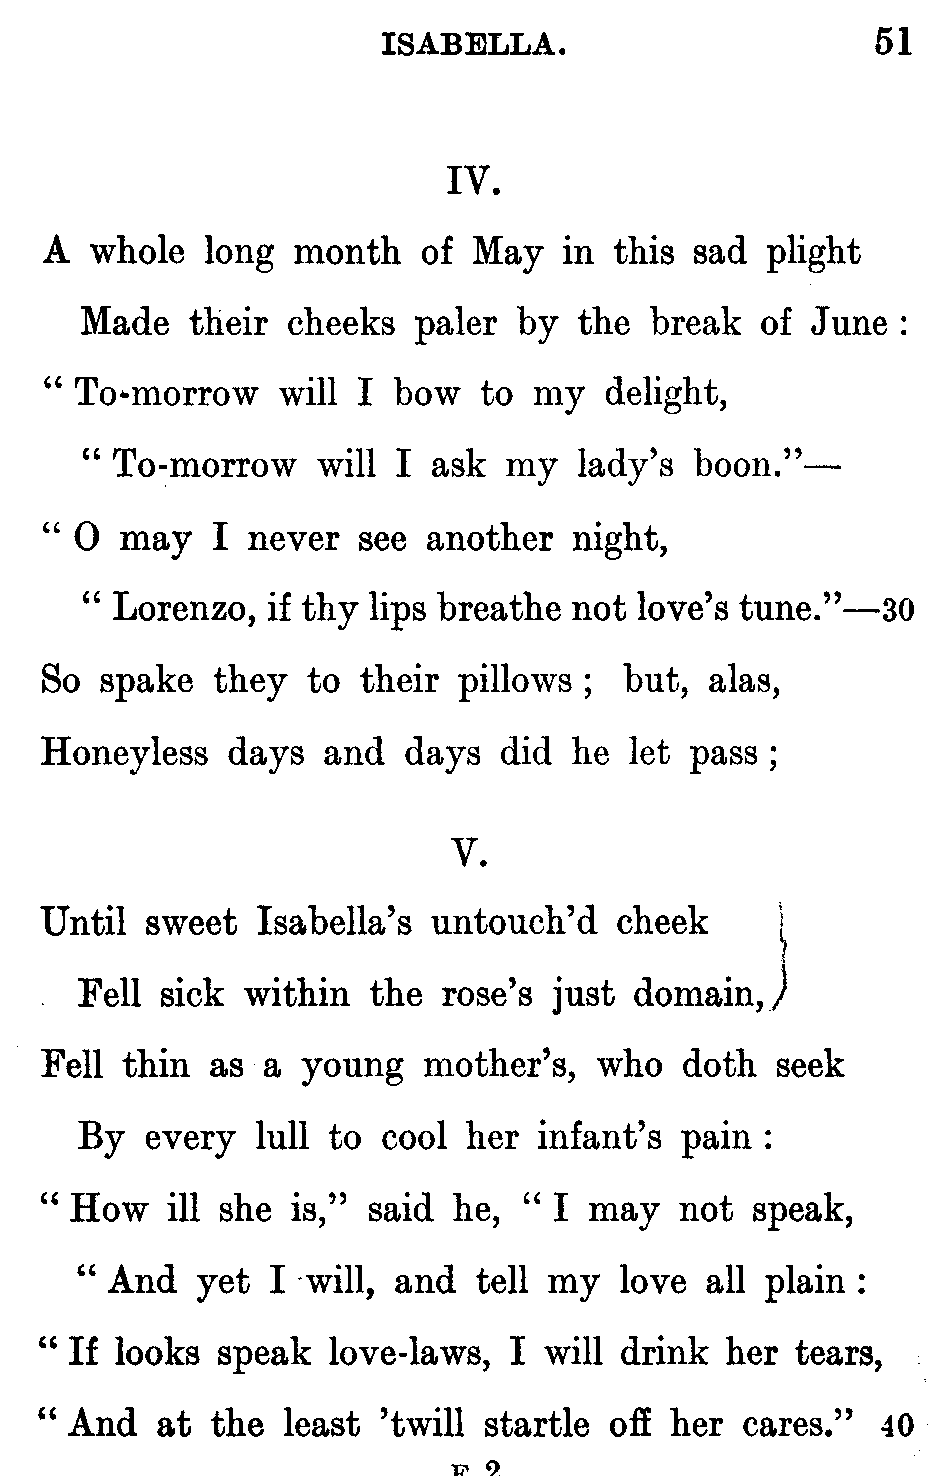 ISABELLA. 51
IV.
A whole long month of May in this sad plight
Made their cheeks paler by the break of June :
“ To-morrow will I bow to my delight,
“ To-morrow will I ask my lady’s boon.”—
“ O may I never see another night,
“ Lorenzo, if thy lips breathe not love’s tune.”—30
So spake they to their pillows ; but, alas,
Honeyless days and days did he let pass ;
V.
Until sweet Isabella’s untouch’d cheek
Fell sick within the rose’s just domain,
Fell thin as a young mother’s, who doth seek
By every lull to cool her infant’s pain :
“ How ill she is,” said he, “ I may not speak,
“ And yet I will, and tell my love all plain :
“ If looks speak love-laws, I will drink her tears,
“ And at the least ’twill startle off her cares.” 40